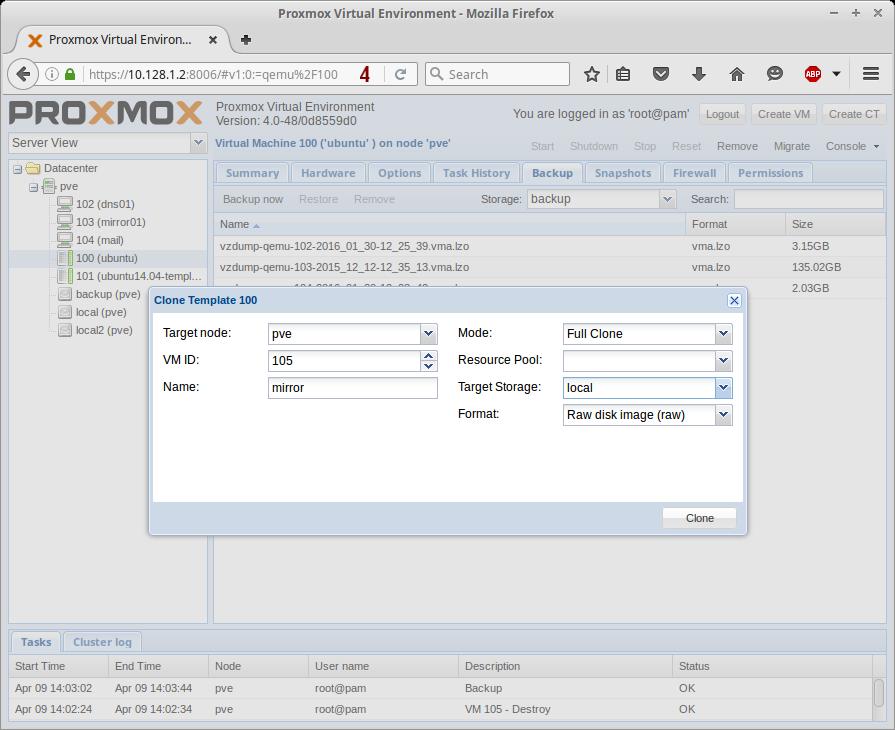 Proxmox Virtual Environment - Mozilla Firefox
Proxmox Virtual Environ...
https://10.128.1.2:8006/#v1:0:=qemu%2F100 4 Search ABP
PROXMOX Proxmox Virtual Environment
Version: 4.0-48/0d8559d0
You are logged in as 'root@pam' Logout Create VM Create CT
Server View
Virtual Machine 100 ('ubuntu' ) on node 'pve' Start Shutdown Stop Reset Remove Migrate Console
Datacenter
pve
102 (dns01)
103 (mirror01)
104 (mail)
100 (ubuntu)
101 (ubuntu14.04-templ...
backup (pve)
local (pve)
local2 (pve)
Summary Hardware Options Task History Backup Snapshots Firewall Permissions
Backup now Restore Remove Storage: backup Search:
Name Format Size
vzdump-qemu-102-2016_01_30-12_25_39.vma.lzo vma.lzo 3.15GB
vzdump-qemu-103-2015_12_12-12_35_13.vma.lzo vma.lzo 135.02GB
2.03GB
Clone Template 100
Target node: pve Mode: Full Clone
VM ID: 105 Resource Pool:
Name: mirror Target Storage: local
Format: Raw disk image (raw)
Clone
Tasks Cluster log
Start Time End Time Node User name Description Status
Apr 09 14:03:02 Apr 09 14:03:44 pve root@pam Backup OK
Apr 09 14:02:24 Apr 09 14:02:34 pve root@pam VM 105 - Destroy OK